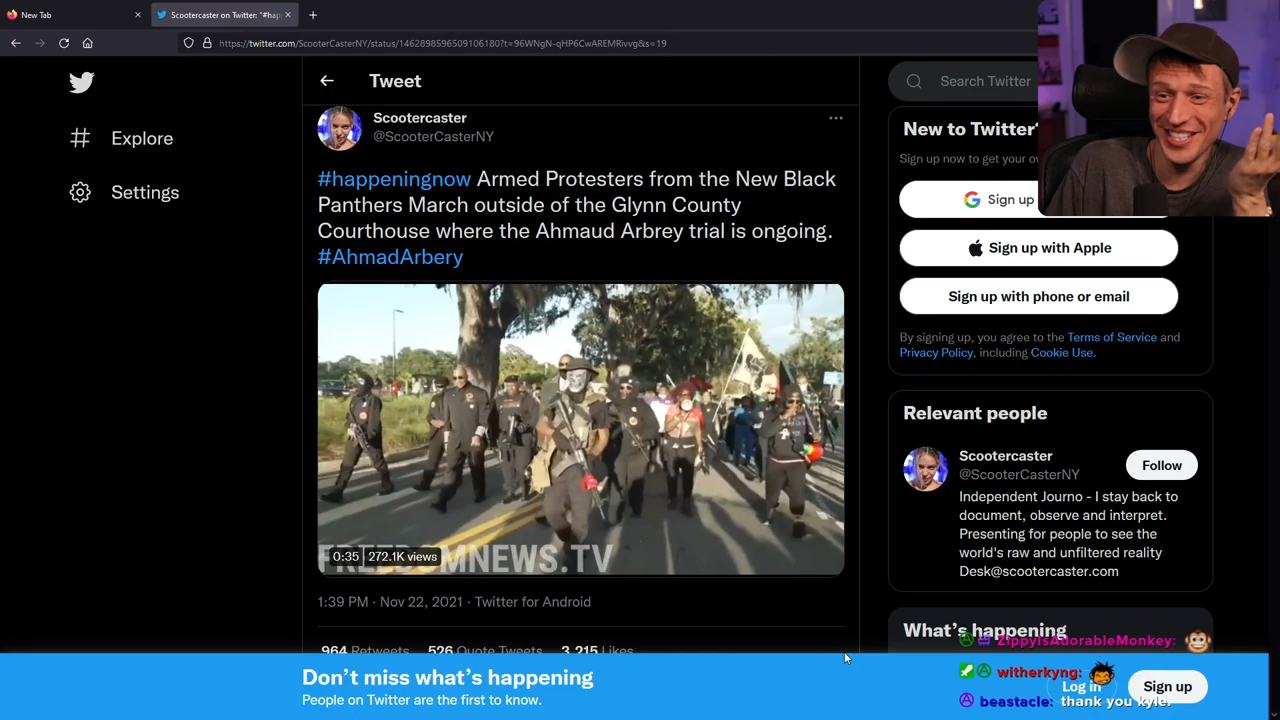 New Tab
Scootercaster on Twitter: "#hap
https://twitter.com/ScooterCasterNY/status/1462898596509106180?t=96WNgN-qHP6CwAREMRivvg&s=19
Explore
Settings
Tweet
Scootercaster
@ScooterCasterNY
#happeningnow Armed Protesters from the New Black
Panthers March outside of the Glynn County
Courthouse where the Ahmaud Arbrey trial is ongoing.
#AhmadArbery
0:35 272.1K views
FREEDOMNEWS.TV
1:39 PM · Nov 22, 2021 · Twitter for Android
964 Retweets 526 Quote Tweets 3,215 Likes
Search Twitter
New to Twitter?
Sign up now to get your
Sign up
Sign up with Apple
Sign up with phone or email
By signing up, you agree to the Terms of Service and
Privacy Policy, including Cookie Use.
Relevant people
Scootercaster
@ScooterCasterNY
Follow
Independent Journo - I stay back to
document, observe and interpret.
Presenting for people to see the
world's raw and unfiltered reality
Desk@scootercaster.com
What's happening
ZippyIsAdorableMonkey:
witherkyng:
beastacle: thank you kyle.
Don't miss what's happening
People on Twitter are the first to know.
Log in
Sign up